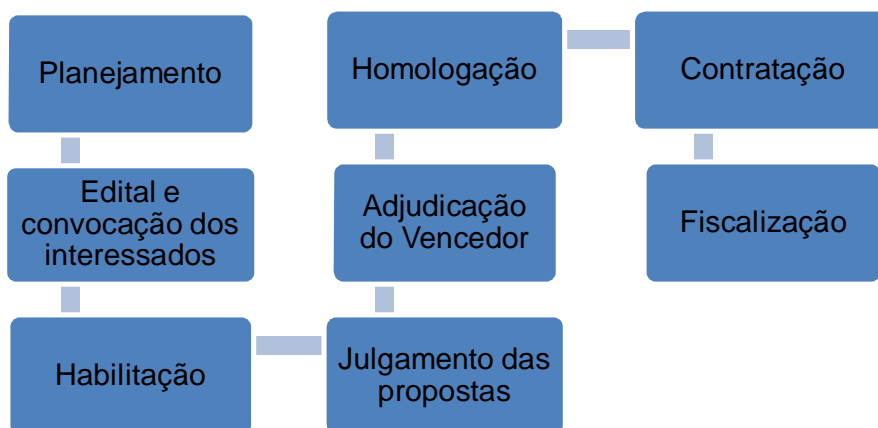 Planejamento
Edital e
convocação dos
interessados
Habilitação
Julgamento das
propostas
Adjudicação
do Vencedor
Homologação
Contratação
Fiscalização